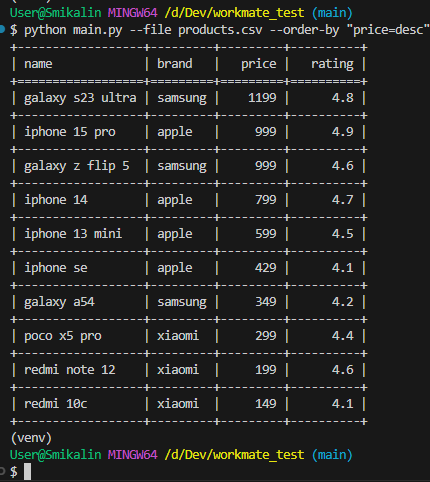 User@Smikalin MINGW64 /d/Dev/workmate_test (main)
$ python main.py --file products.csv --order-by "price=desc"
+------------------+---------+---------+----------+
| name             | brand   |   price |   rating |
+==================+=========+=========+==========+
| galaxy s23 ultra | samsung |    1199 |      4.8 |
+------------------+---------+---------+----------+
| iphone 15 pro    | apple   |     999 |      4.9 |
+------------------+---------+---------+----------+
| galaxy z flip 5  | samsung |     999 |      4.6 |
+------------------+---------+---------+----------+
| iphone 14        | apple   |     799 |      4.7 |
+------------------+---------+---------+----------+
| iphone 13 mini   | apple   |     599 |      4.5 |
+------------------+---------+---------+----------+
| iphone se        | apple   |     429 |      4.1 |
+------------------+---------+---------+----------+
| galaxy a54       | samsung |     349 |      4.2 |
+------------------+---------+---------+----------+
| poco x5 pro      | xiaomi  |     299 |      4.4 |
+------------------+---------+---------+----------+
| redmi note 12    | xiaomi  |     199 |      4.6 |
+------------------+---------+---------+----------+
| redmi 10c        | xiaomi  |     149 |      4.1 |
+------------------+---------+---------+----------+
(venv)
User@Smikalin MINGW64 /d/Dev/workmate_test (main)
$